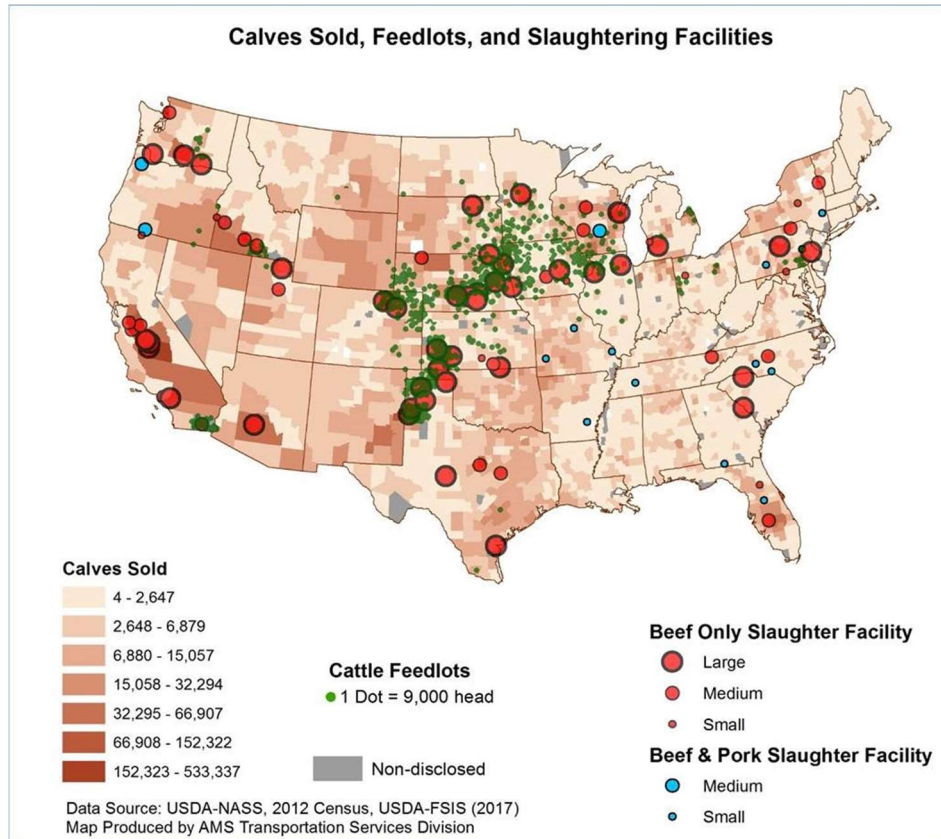 Calves Sold, Feedlots, and Slaughtering Facilities
Calves Sold
4 - 2,647
2,648 - 6,879
6,880 - 15,057
15,058 - 32,294
32,295 - 66,907
66,908 - 152,322
152,323 - 533,337
Cattle Feedlots
1 Dot = 9,000 head
Non-disclosed
Beef Only Slaughter Facility
Large
Medium
Small
Beef & Pork Slaughter Facility
Medium
Small
Data Source: USDA-NASS, 2012 Census, USDA-FSIS (2017)
Map Produced by AMS Transportation Services Division